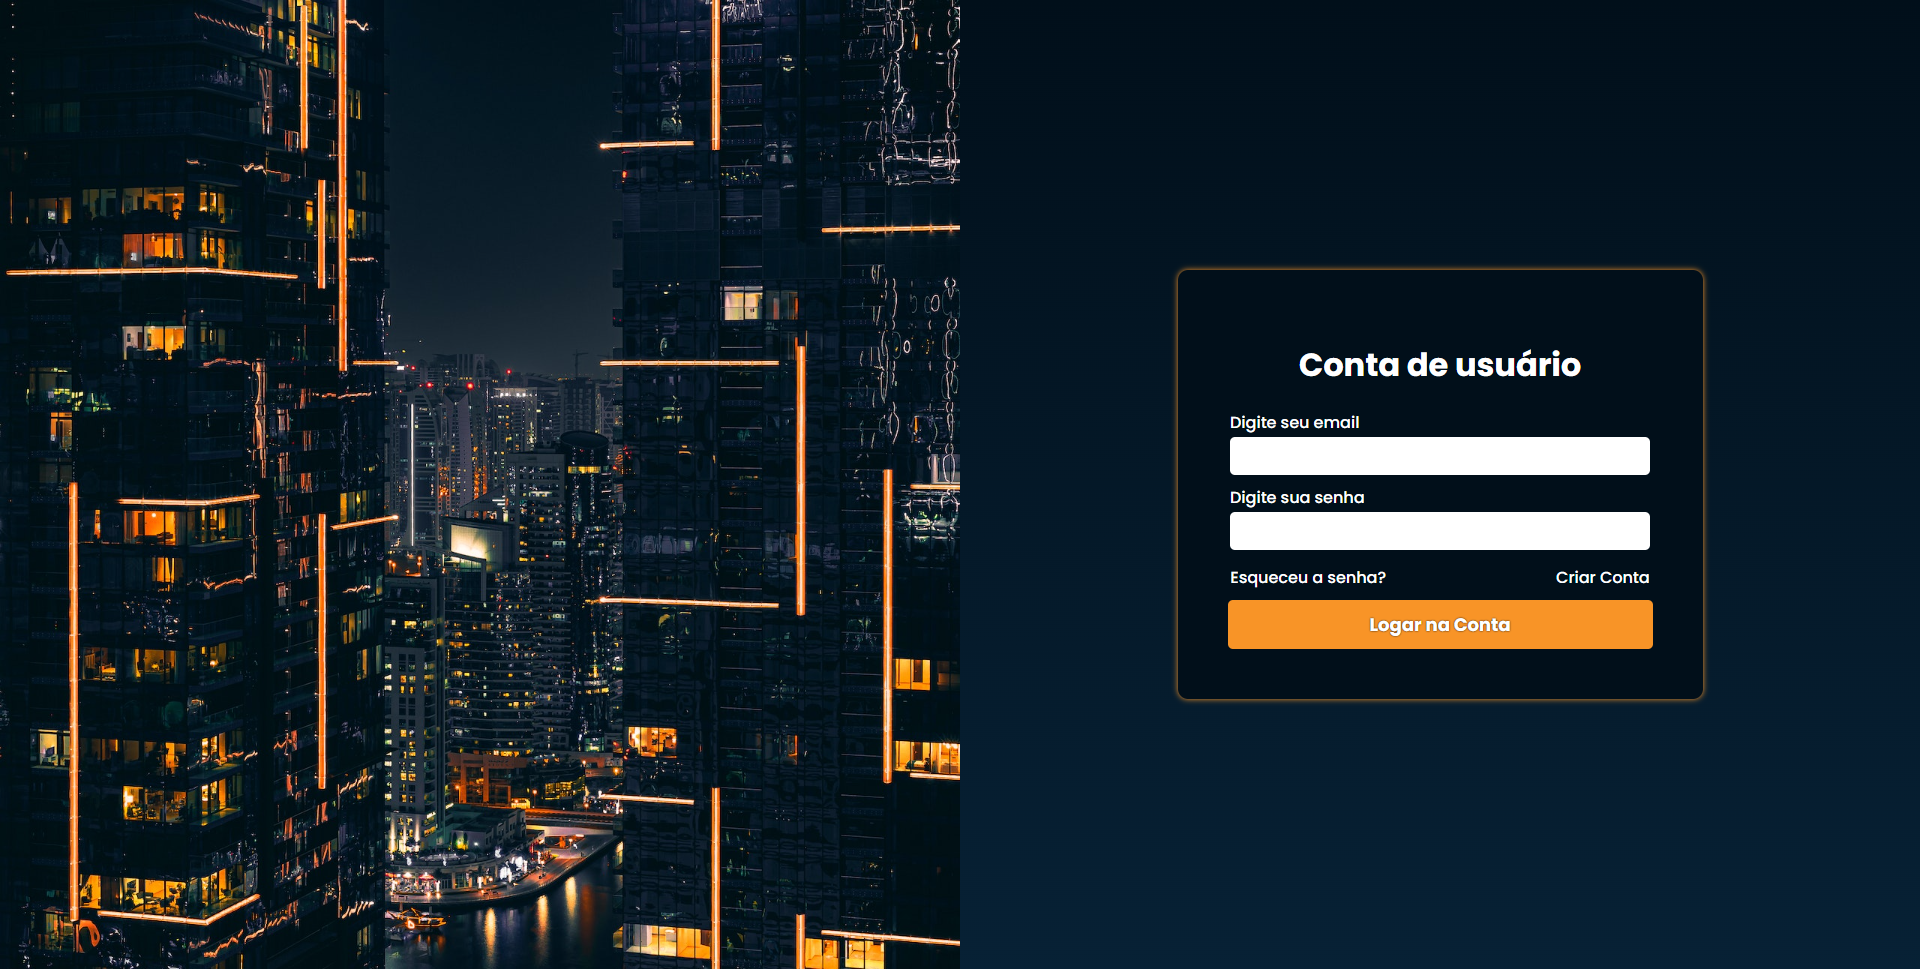 Conta de usuário
Digite seu email
Digite sua senha
Esqueceu a senha? Criar Conta
Logar na Conta